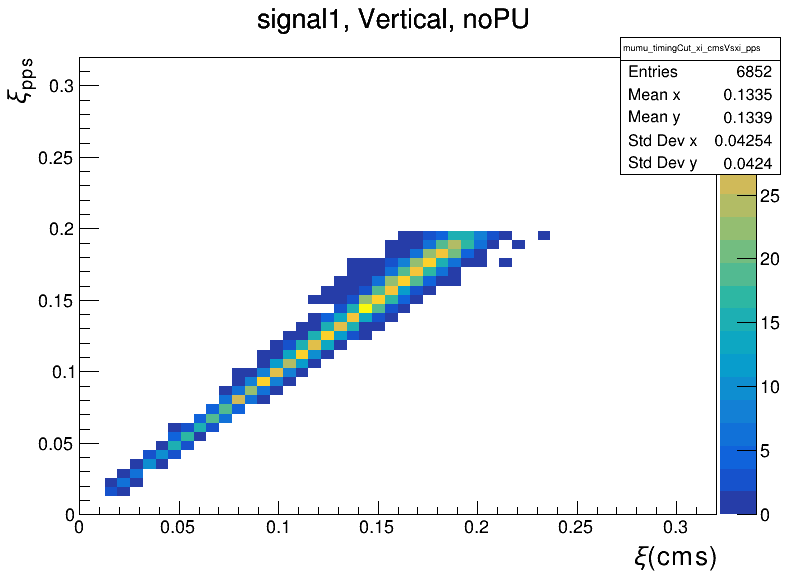 signal1, Vertical, noPU
mumu_timingCut_xi_cmsVsxi_pps
Entries 6852
Mean x 0.1335
Mean y 0.1339
Std Dev x 0.04254
Std Dev y 0.0424
ξpps
0.3
0.25
0.2
0.15
0.1
0.05
0
0 0.05 0.1 0.15 0.2 0.25 0.3
ξ(cms)
25
20
15
10
5
0